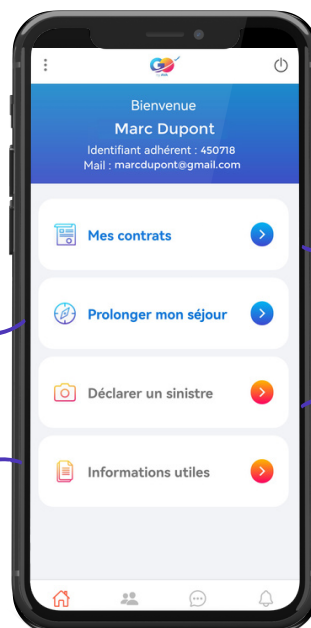 GO
Bienvenue
Marc Dupont
Identifiant adhérent : 450718
Mail : marcdupont@gmail.com
Mes contrats
Prolonger mon séjour
Déclarer un sinistre
Informations utiles